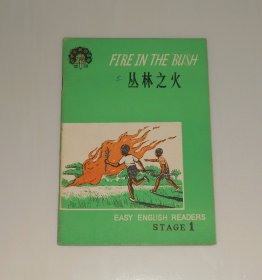 FIRE IN THE BUSH
丛林之火
EASY ENGLISH READERS
STAGE 1